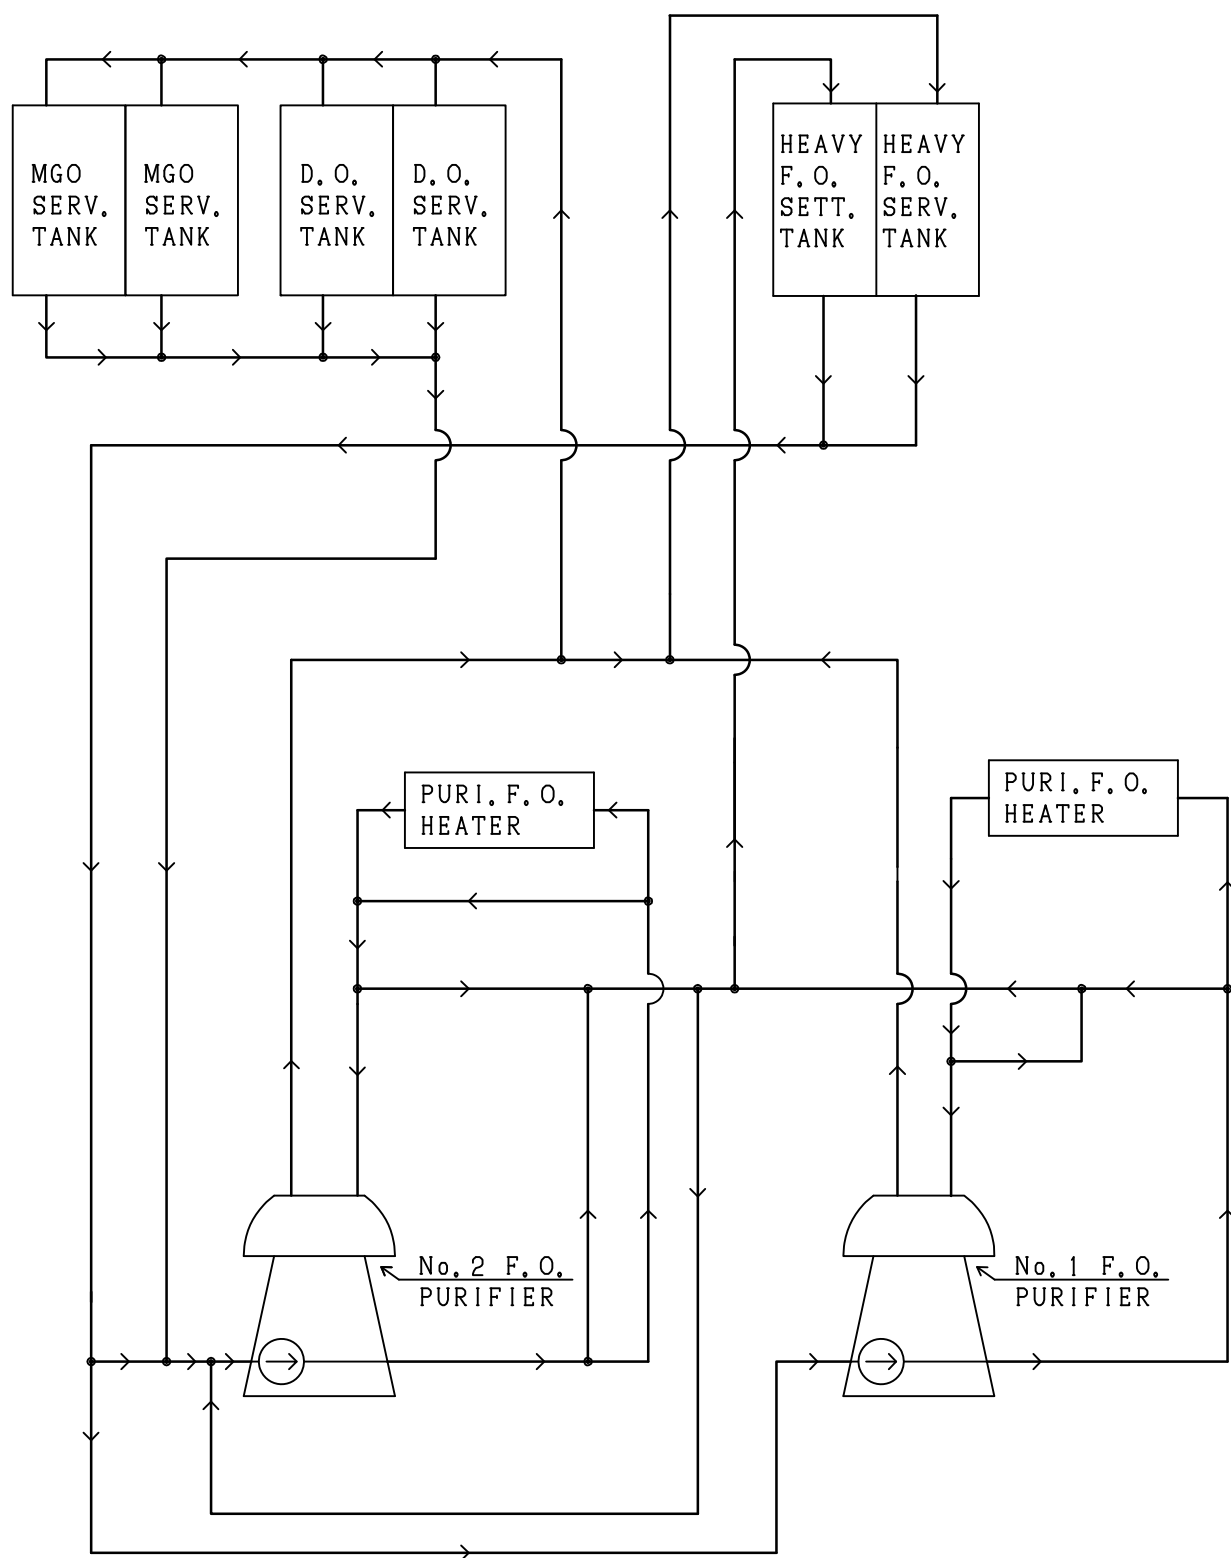 MGO
SERV.
TANK
MGO
SERV.
TANK
D.O.
SERV.
TANK
D.O.
SERV.
TANK
HEAVY
F.O.
SETT.
TANK
HEAVY
F.O.
SERV.
TANK
PURI.F.O.
HEATER
PURI.F.O.
HEATER
No.2 F.O.
PURIFIER
No.1 F.O.
PURIFIER